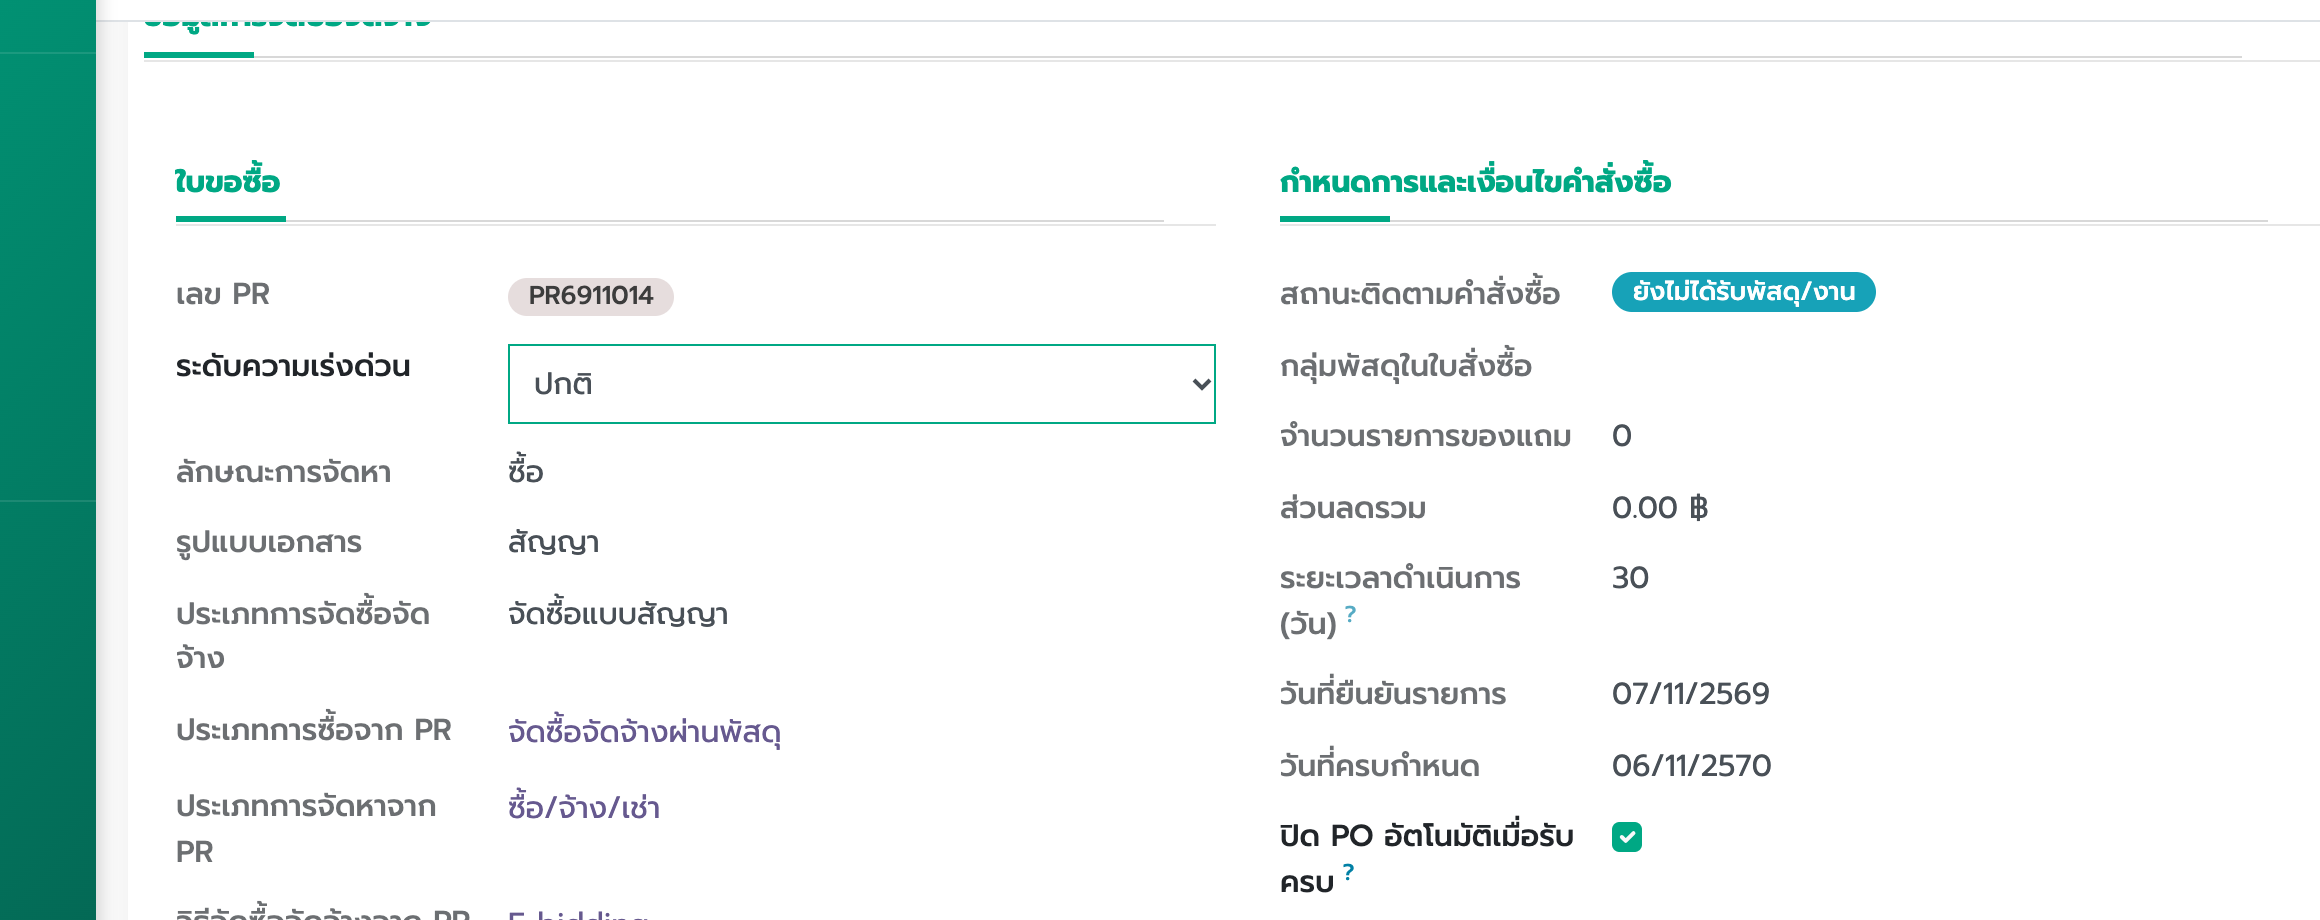 ใบขอซื้อ
เลข PR PR6911014
ระดับความเร่งด่วน ปกติ
ลักษณะการจัดหา ซื้อ
รูปแบบเอกสาร สัญญา
ประเภทการจัดซื้อจัด จัดซื้อแบบสัญญา
จ้าง
ประเภทการซื้อจาก PR จัดซื้อจัดจ้างผ่านพัสดุ
ประเภทการจัดหาจาก ซื้อ/จ้าง/เช่า
PR
กำหนดการและเงื่อนไขคำสั่งซื้อ
สถานะติดตามคำสั่งซื้อ ยังไม่ได้รับพัสดุ/งาน
กลุ่มพัสดุในใบสั่งซื้อ
จำนวนรายการของแถม 0
ส่วนลดรวม 0.00 ฿
ระยะเวลาดำเนินการ 30
(วัน) ?
วันที่ยืนยันรายการ 07/11/2569
วันที่ครบกำหนด 06/11/2570
ปิด PO อัตโนมัติเมื่อรับ
ครบ ?